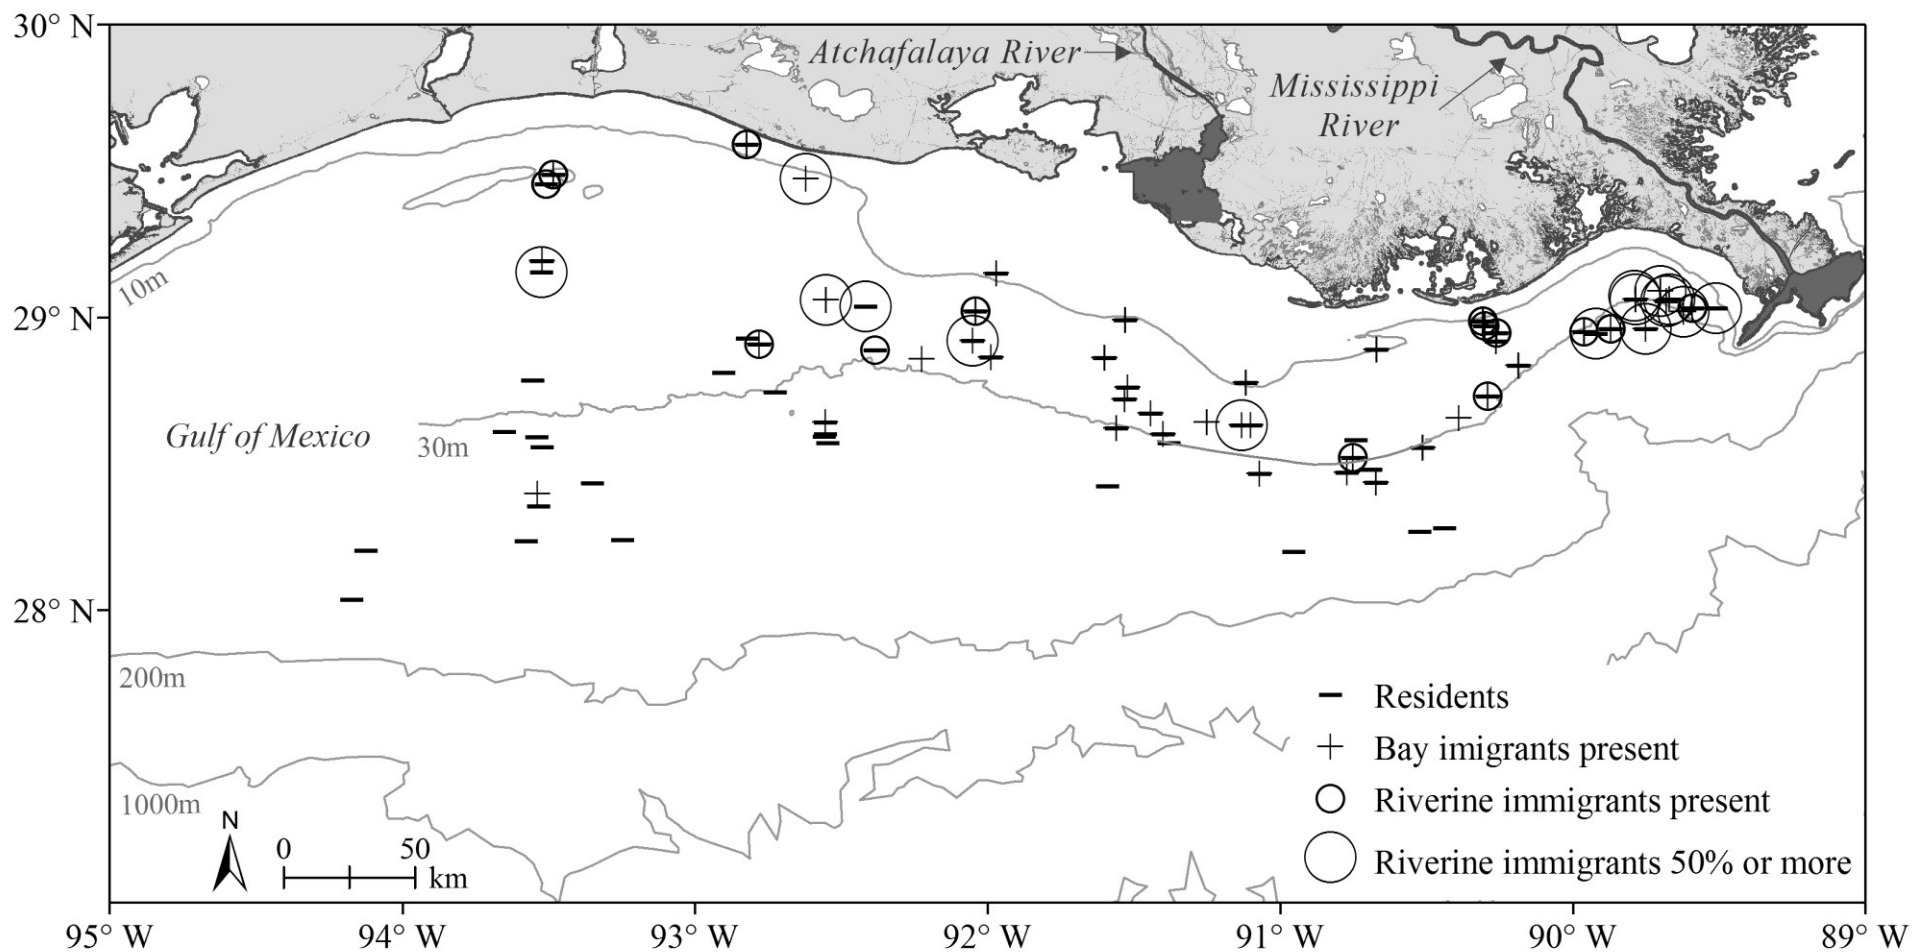 30° N
Atchafalaya River
Mississippi
River
10m
29° N
Gulf of Mexico
30m
28° N
200m
Residents
Bay imigrants present
1000m
Riverine immigrants present
N
0 50
km
Riverine immigrants 50% or more
95° W 94° W 93° W 92° W 91° W 90° W 89° W